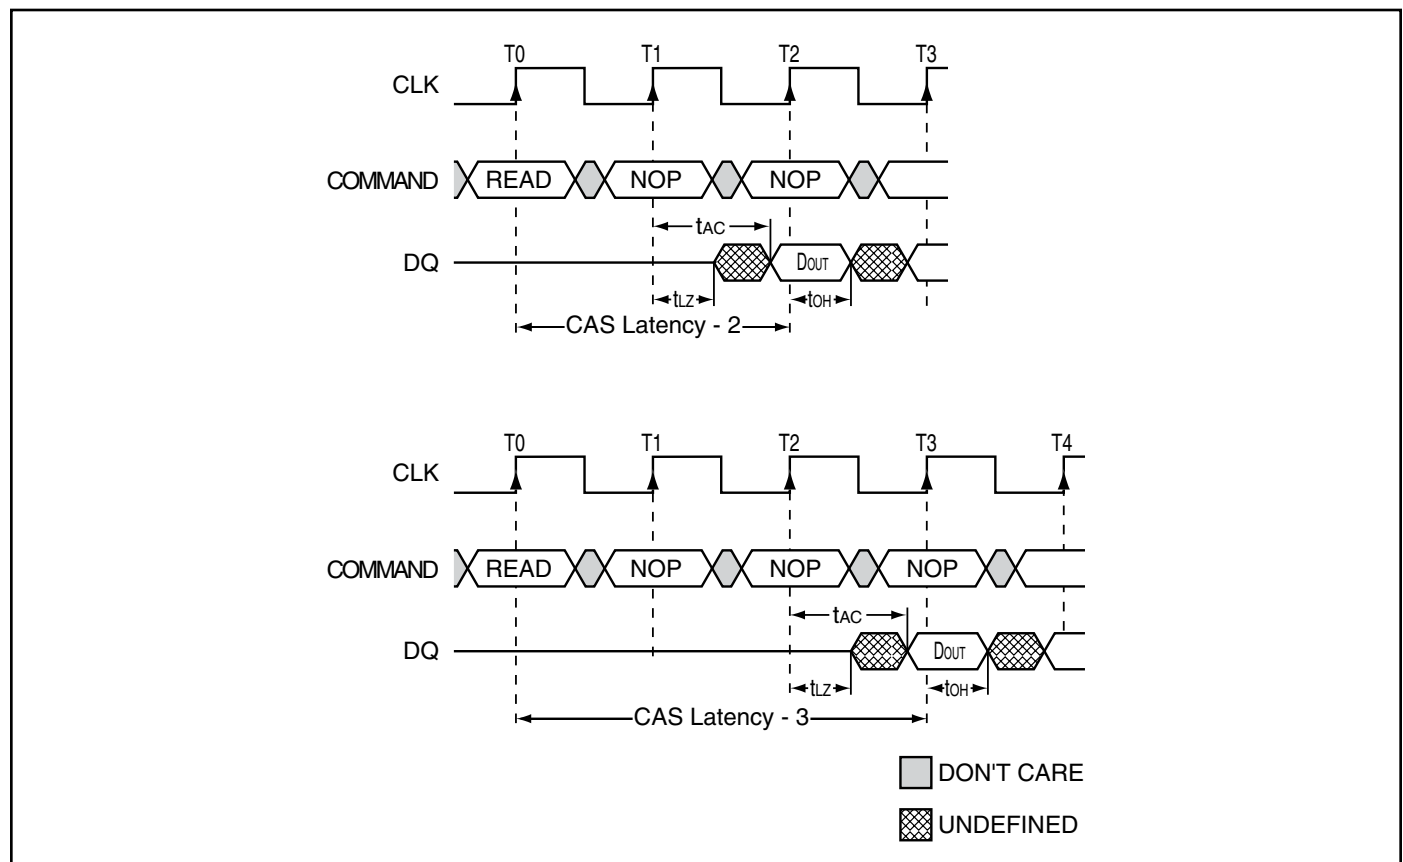 T0 T1 T2 T3
CLK
COMMAND READ NOP NOP
tAC
DQ DOUT
tLZ tOH
CAS Latency - 2
T0 T1 T2 T3 T4
CLK
COMMAND READ NOP NOP NOP
tAC
DQ DOUT
tLZ tOH
CAS Latency - 3
DON'T CARE
UNDEFINED